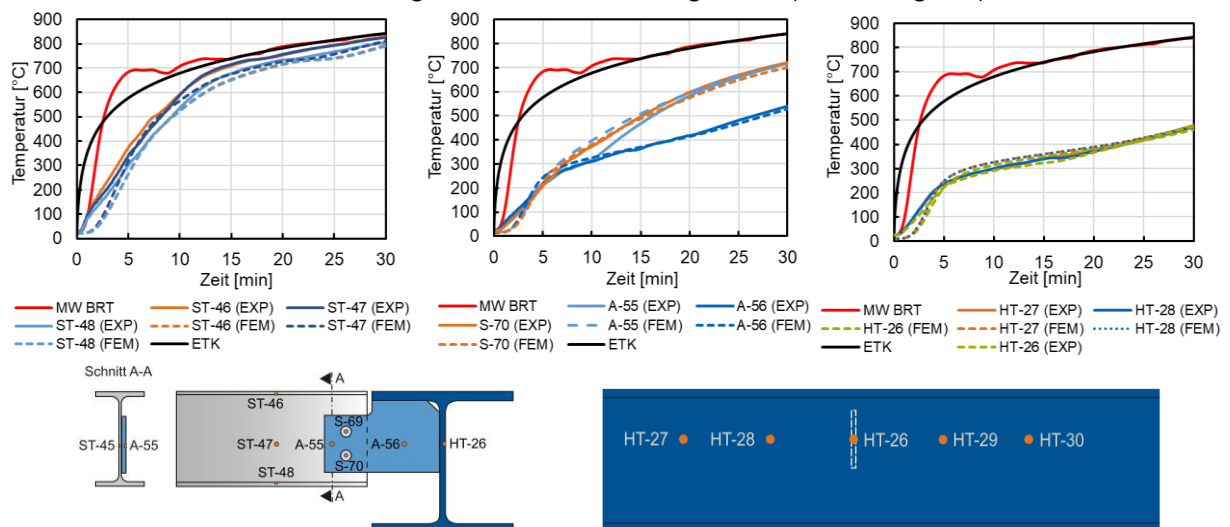 Temperatur [°C]
900
800
700
600
500
400
300
200
100
0
0 5 10 15 20 25 30
Zeit [min]
MW BRT ST-46 (EXP) ST-47 (EXP)
ST-48 (EXP) ST-46 (FEM) ST-47 (FEM)
ST-48 (FEM) ETK
Temperatur [°C]
900
800
700
600
500
400
300
200
100
0
0 5 10 15 20 25 30
Zeit [min]
MW BRT A-55 (EXP) A-56 (EXP)
S-70 (EXP) A-55 (FEM) A-56 (FEM)
S-70 (FEM) ETK
Temperatur [°C]
900
800
700
600
500
400
300
200
100
0
0 5 10 15 20 25 30
Zeit [min]
MW BRT HT-27 (EXP) HT-28 (EXP)
HT-26 (FEM) HT-27 (FEM) HT-28 (FEM)
ETK HT-26 (EXP)
Schnitt A-A
ST-45 A-55
A
ST-46
S-69
ST-47 A-55 A-56 HT-26
S-70
ST-48
A
HT-27 HT-28 HT-26 HT-29 HT-30